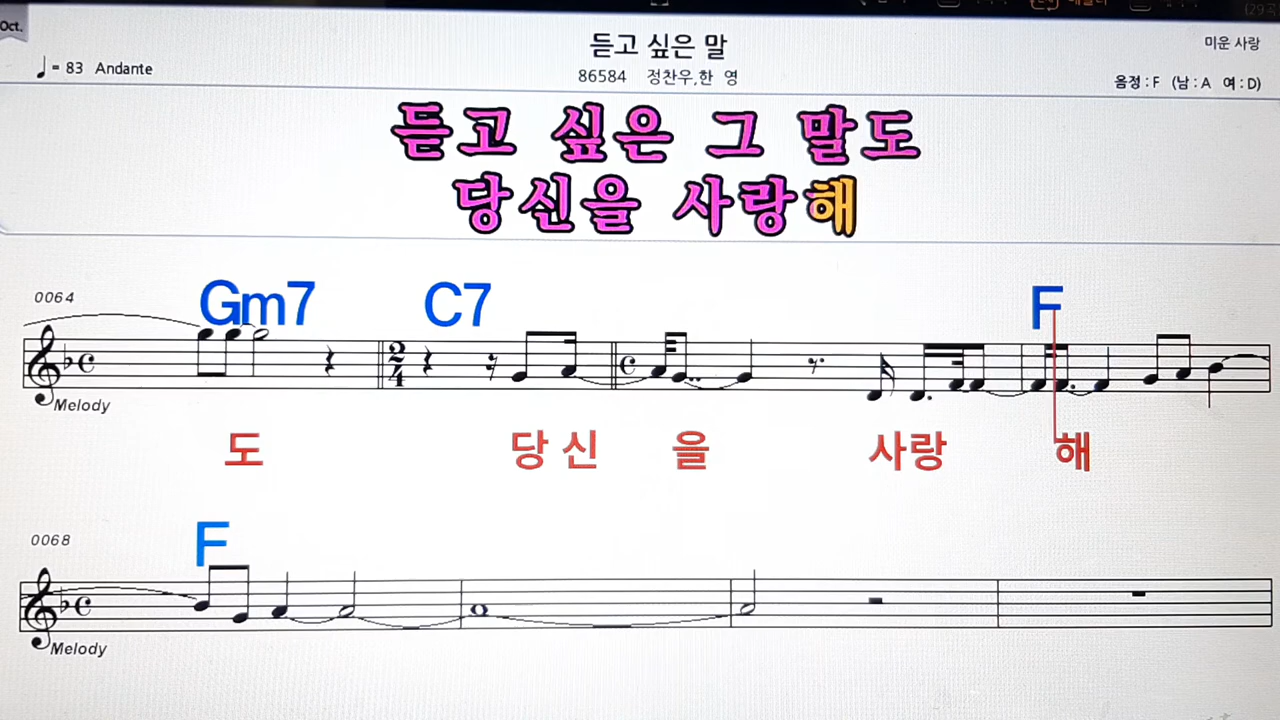 Oct.
듣고 싶은 말
미운 사랑
♩= 83 Andante
86584 정찬우,한 영
음정 : F (남 : A 여 : D)
듣고 싶은 그 말도
당신을 사랑해
0064
Gm7 C7 F
Melody
도 당 신 을 사랑 해
0068
F
Melody